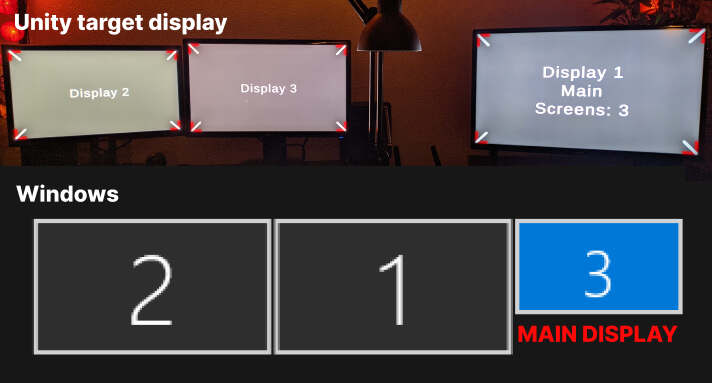 Unity target display
Display 2
Display 3
Display 1
Main
Screens: 3
Windows
2
1
3
MAIN DISPLAY